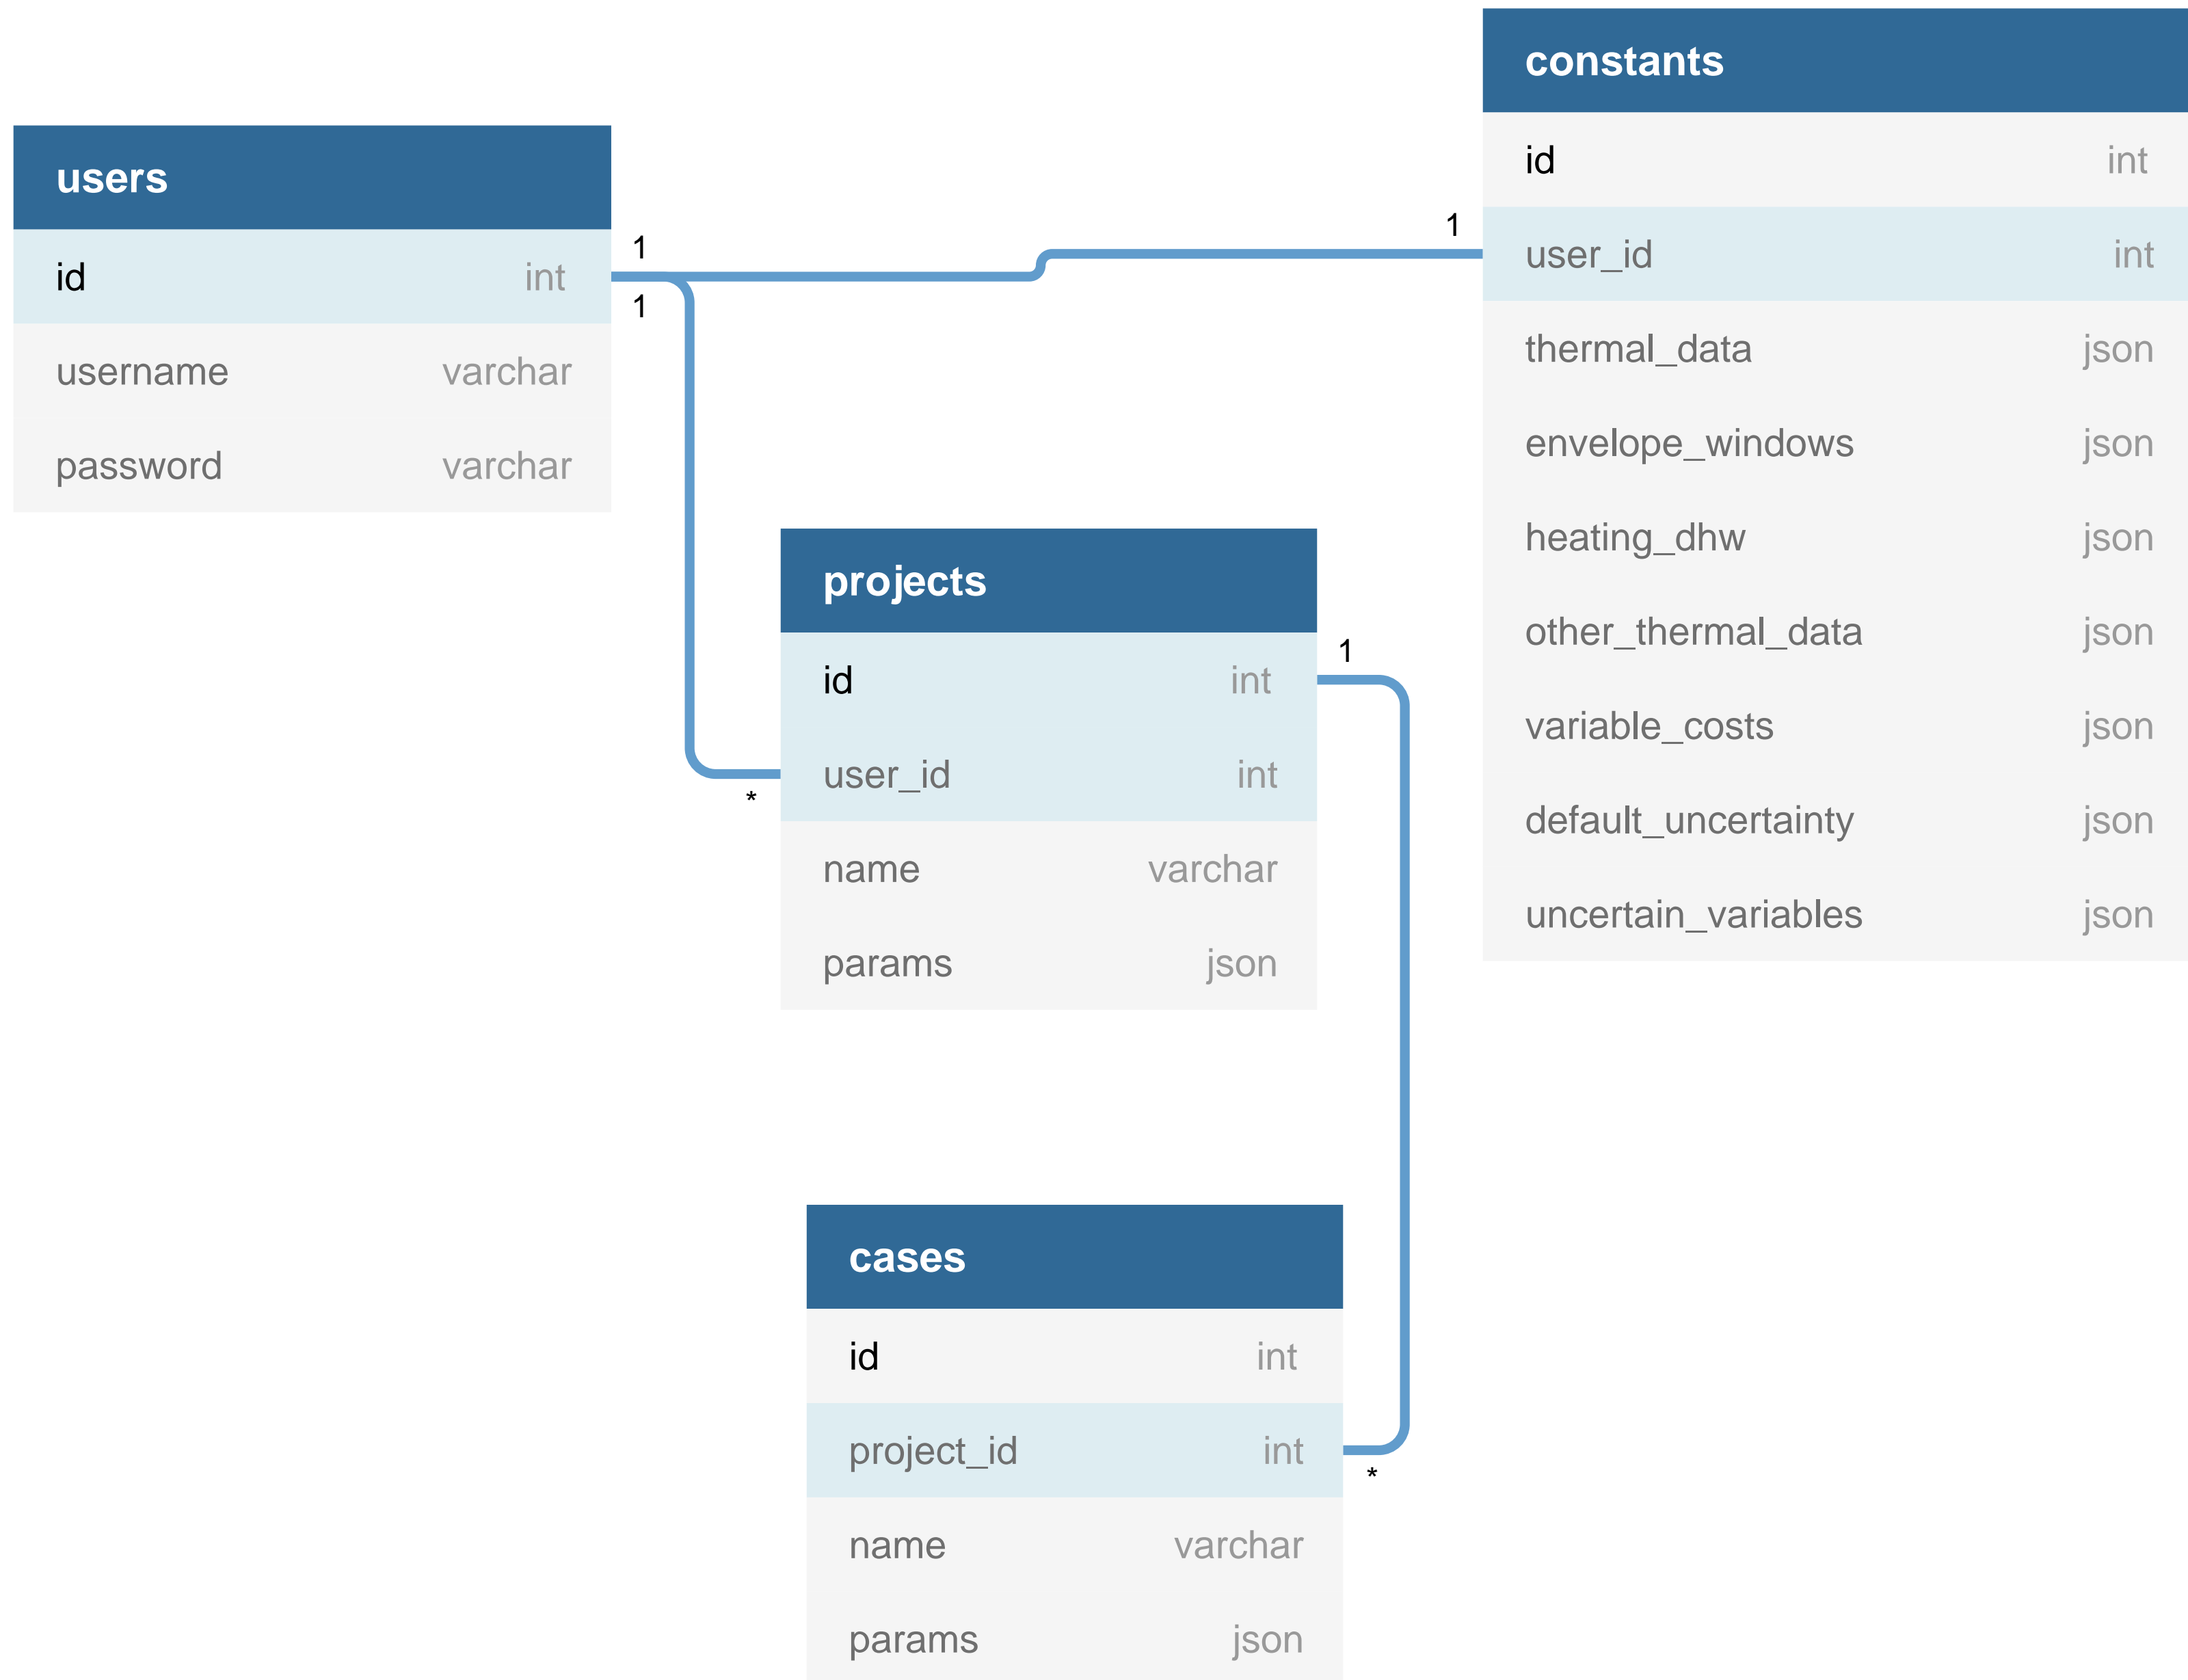 users
id int
username varchar
password varchar
1
1
1
*
constants
id int
user_id int
thermal_data json
envelope_windows json
heating_dhw json
other_thermal_data json
variable_costs json
default_uncertainty json
uncertain_variables json
projects
id int
user_id int
name varchar
params json
1
*
cases
id int
project_id int
name varchar
params json